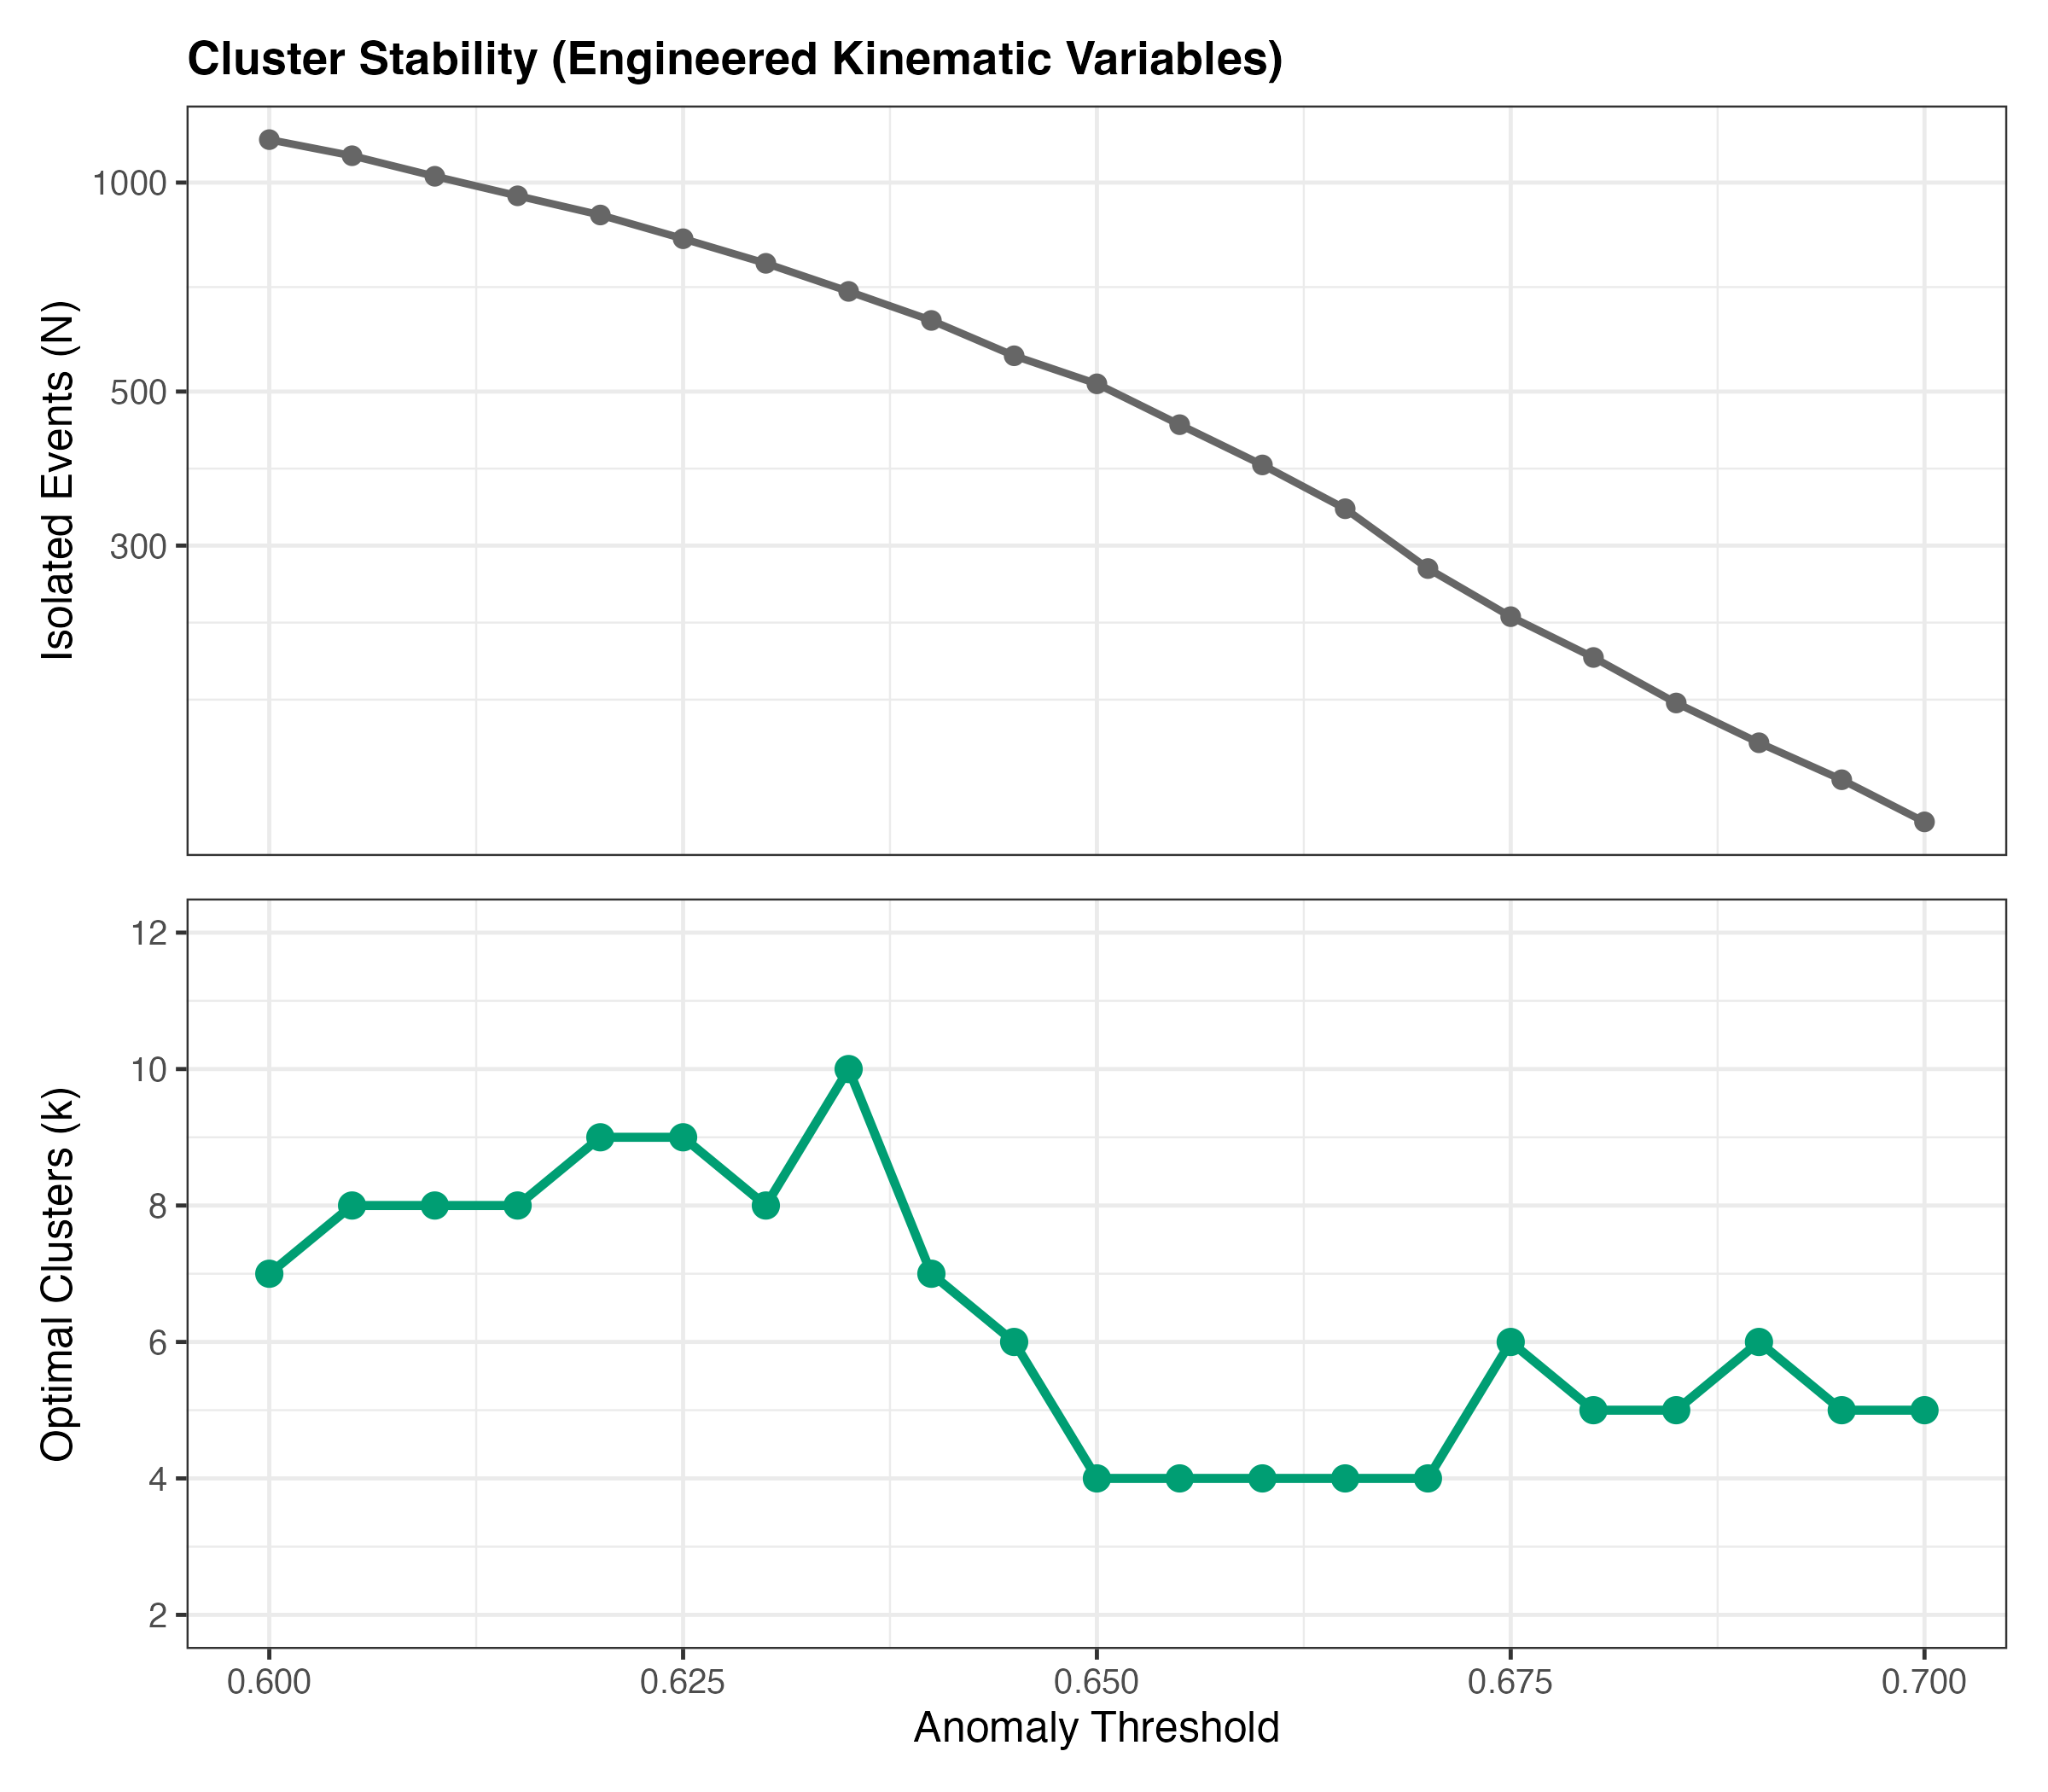 Cluster Stability (Engineered Kinematic Variables)
Isolated Events (N)
1000
500
300
Optimal Clusters (k)
12
10
8
6
4
2
0.600 0.625 0.650 0.675 0.700
Anomaly Threshold